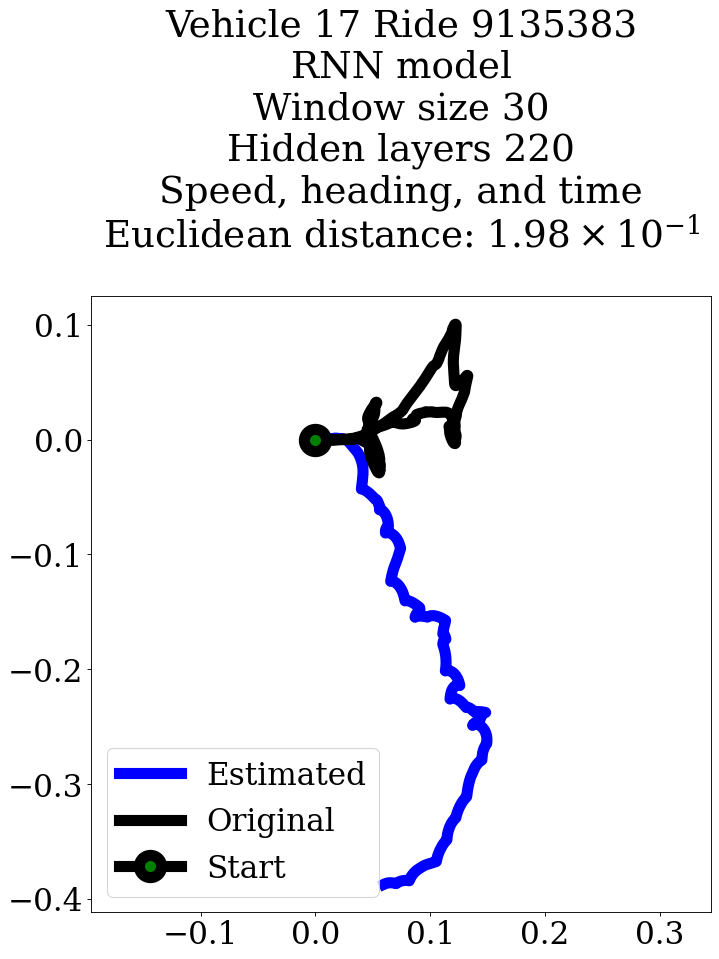 Vehicle 17 Ride 9135383
RNN model
Window size 30
Hidden layers 220
Speed, heading, and time
Euclidean distance: 1.98 × 10⁻¹
0.1
0.0
−0.1
−0.2
−0.3
−0.4
Estimated
Original
Start
−0.1 0.0 0.1 0.2 0.3